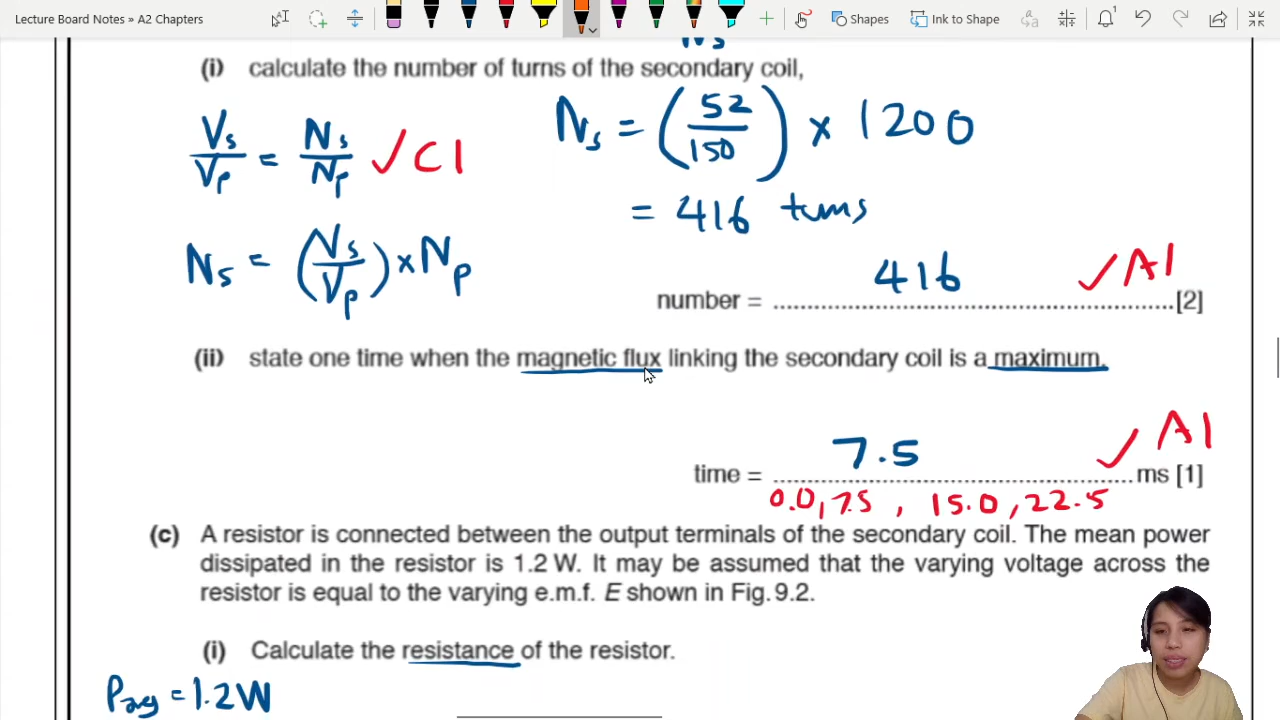 Lecture Board Notes » A2 Chapters
Shapes
Ink to Shape
Ns
(i) calculate the number of turns of the secondary coil,
Vs/Vp = Ns/Np ✓ C1
Ns = (52/150) × 1200
= 416 turns
Ns = (Ns/Vp) × Np
416 ✓ A1
number = ...............[2]
(ii) state one time when the magnetic flux linking the secondary coil is a maximum.
7.5 ✓ A1
time = ...............ms [1]
0.0, 7.5 , 15.0, 22.5
(c) A resistor is connected between the output terminals of the secondary coil. The mean power
dissipated in the resistor is 1.2 W. It may be assumed that the varying voltage across the
resistor is equal to the varying e.m.f. E shown in Fig. 9.2.
(i) Calculate the resistance of the resistor.
Pavg = 1.2W